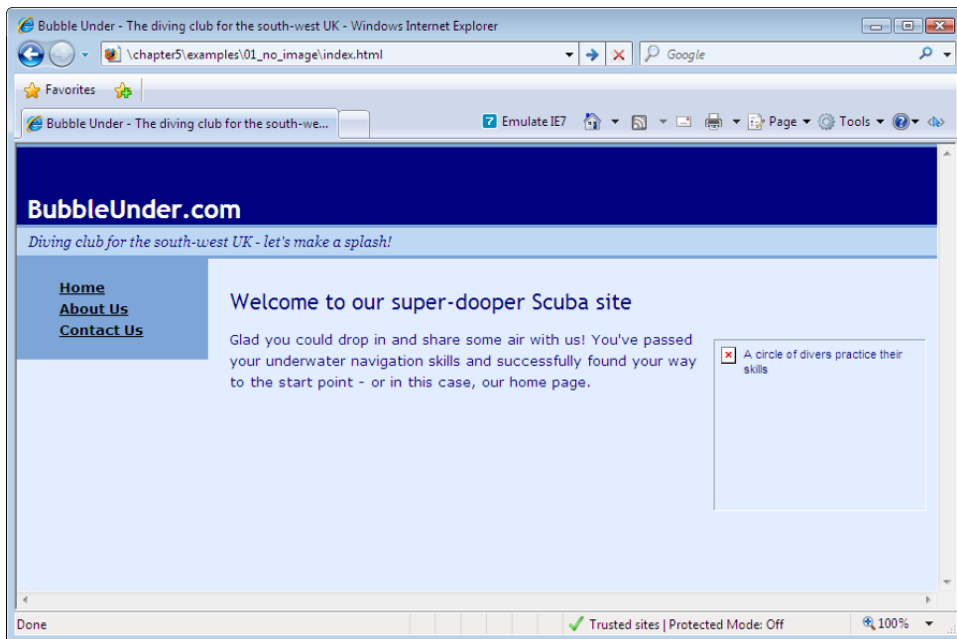 Bubble Under - The diving club for the south-west UK - Windows Internet Explorer
\chapter5\examples\01_no_image\index.html
Google
Favorites
Bubble Under - The diving club for the south-we...
Emulate IE7
Page
Tools
BubbleUnder.com
Diving club for the south-west UK - let's make a splash!
Home
About Us
Contact Us
Welcome to our super-dooper Scuba site
Glad you could drop in and share some air with us! You've passed
your underwater navigation skills and successfully found your way
to the start point - or in this case, our home page.
A circle of divers practice their
skills
Done
Trusted sites | Protected Mode: Off
100%